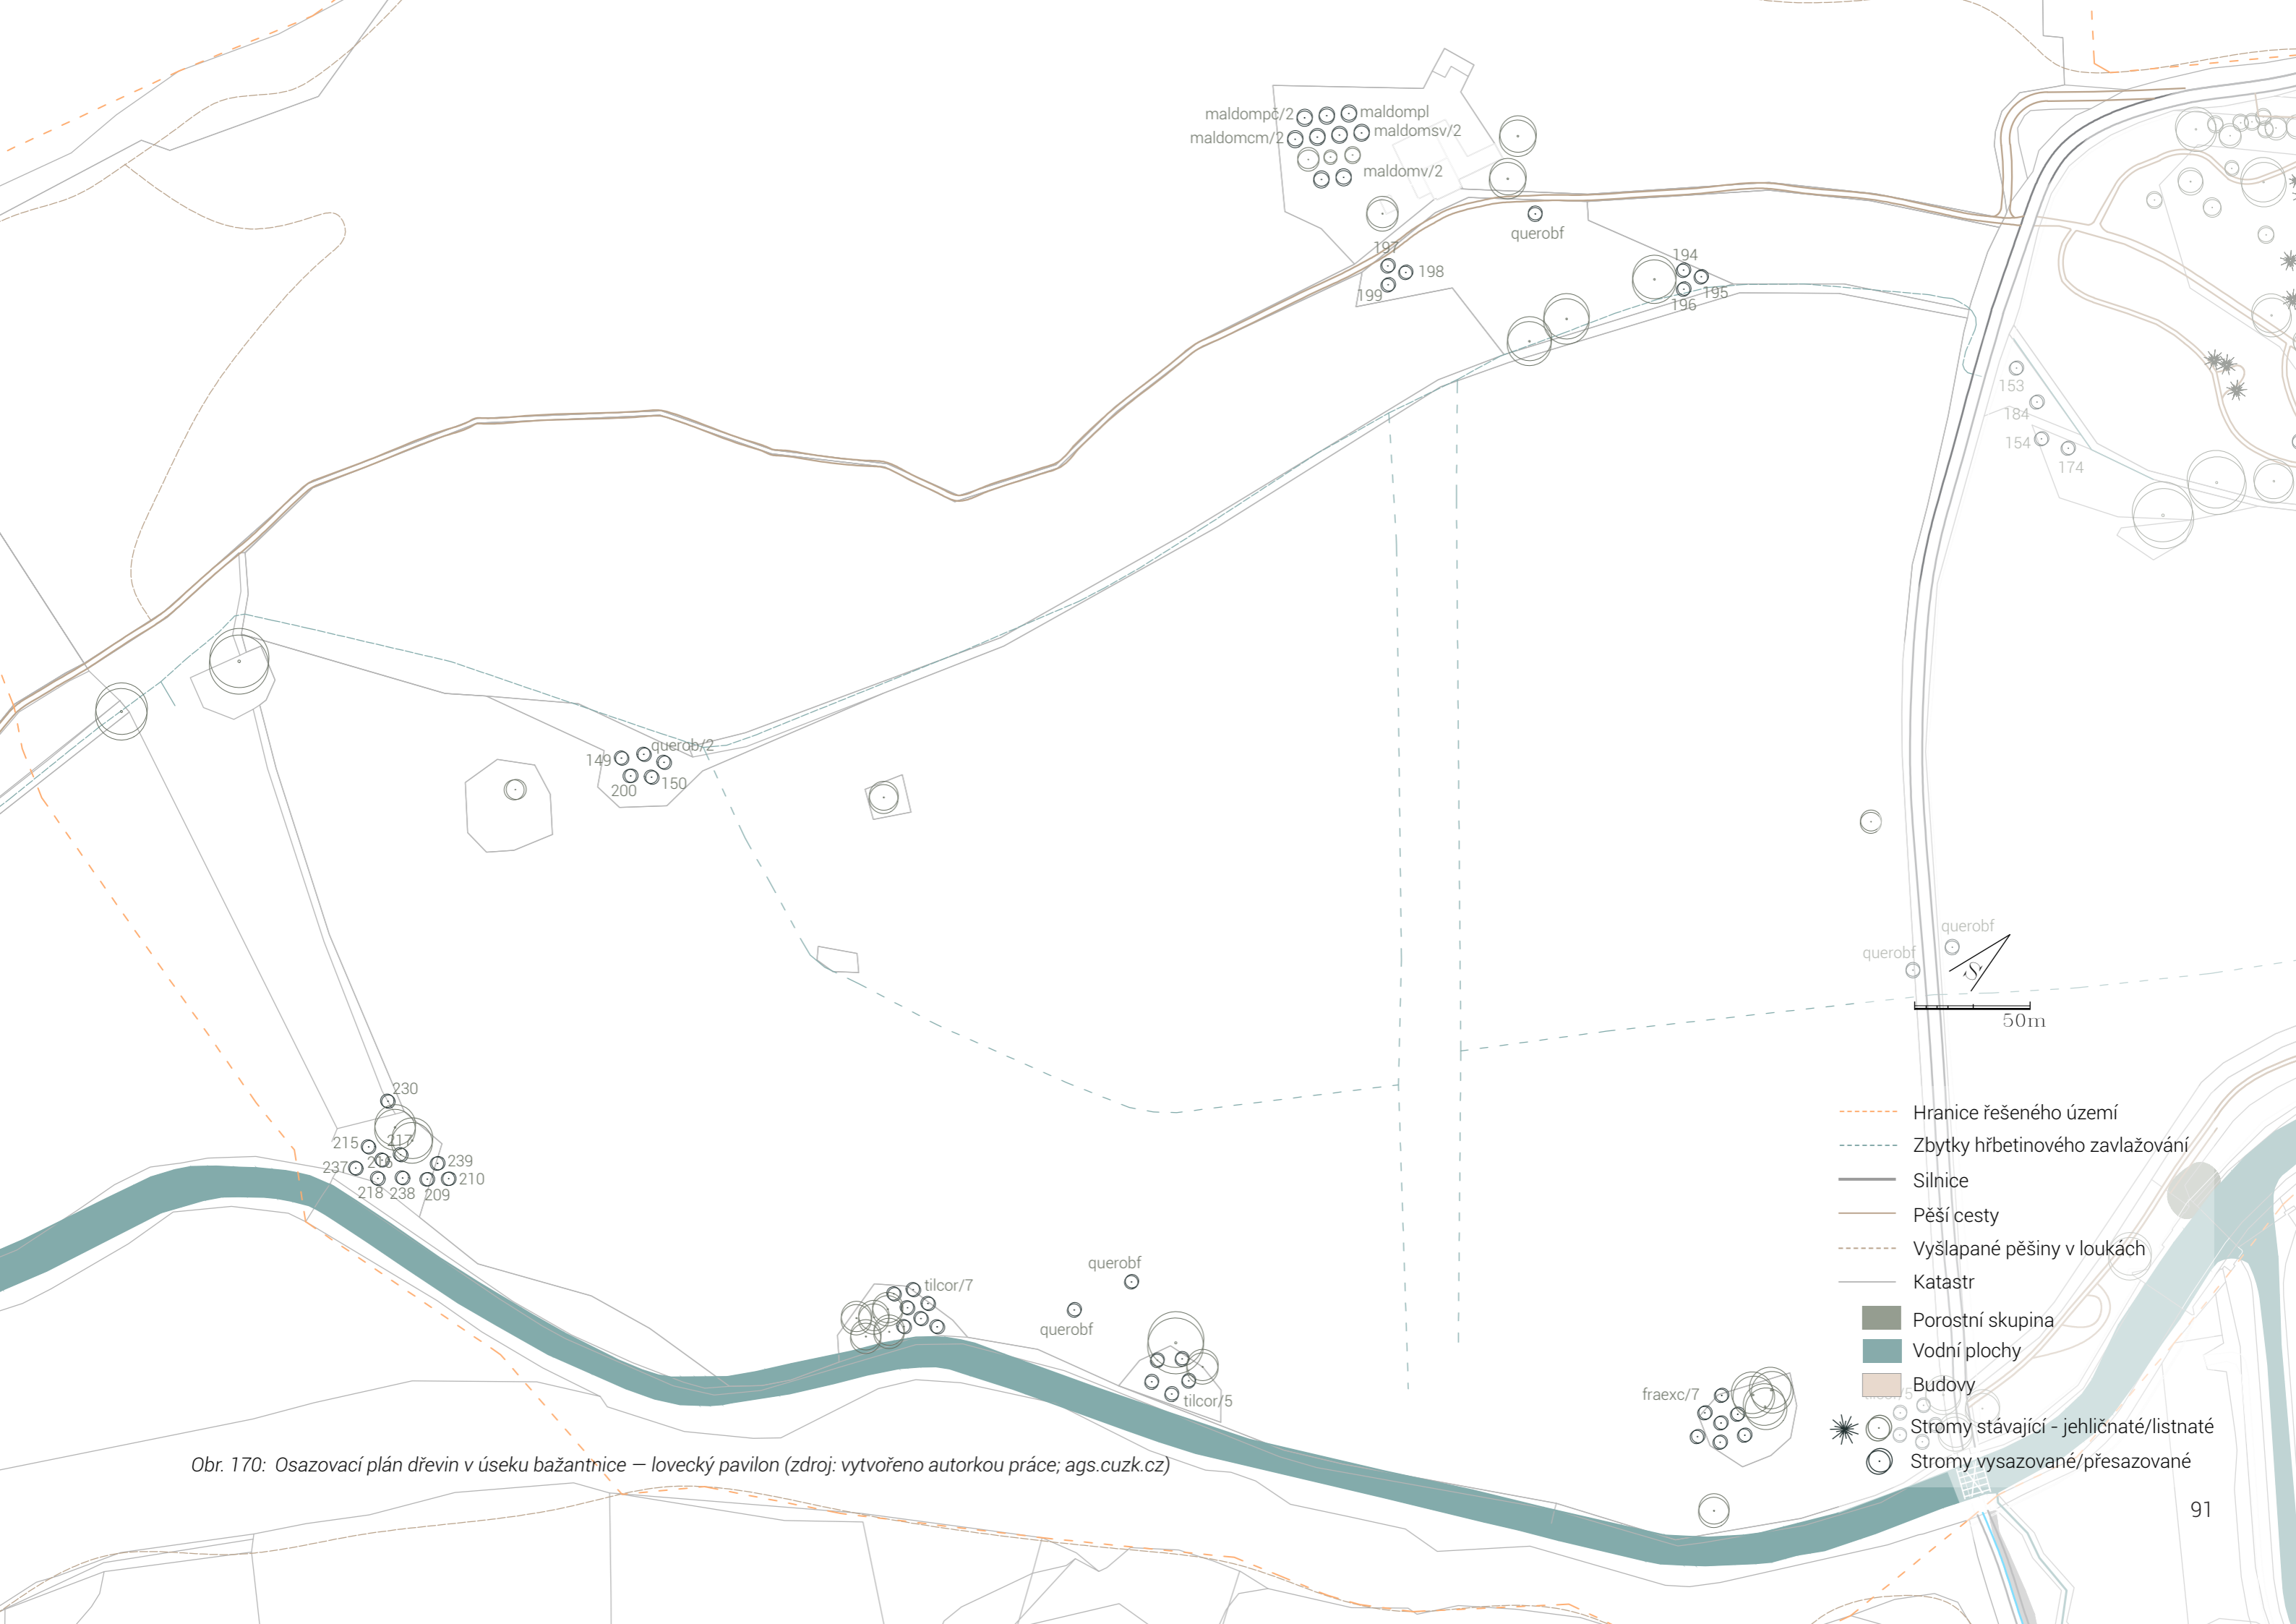 maldompč/2
maldompl
maldomcm/2
maldomsv/2
maldomv/2
querobf
197
198
199
194
195
196
153
184
154
174
querob/2
149
150
200
querobf
querobf
230
215
217
216
237
239
210
218
238
209
querobf
querobf
tilcor/7
tilcor/5
fraexc/7
S
50m
Hranice řešeného území
Zbytky hřbetinového zavlažování
Silnice
Pěší cesty
Vyšlapané pěšiny v loukách
Katastr
Porostní skupina
Vodní plochy
Budovy
Stromy stávající - jehličnaté/listnaté
Stromy vysazované/přesazované
Obr. 170: Osazovací plán dřevin v úseku bažantnice — lovecký pavilon (zdroj: vytvořeno autorkou práce; ags.cuzk.cz)
91